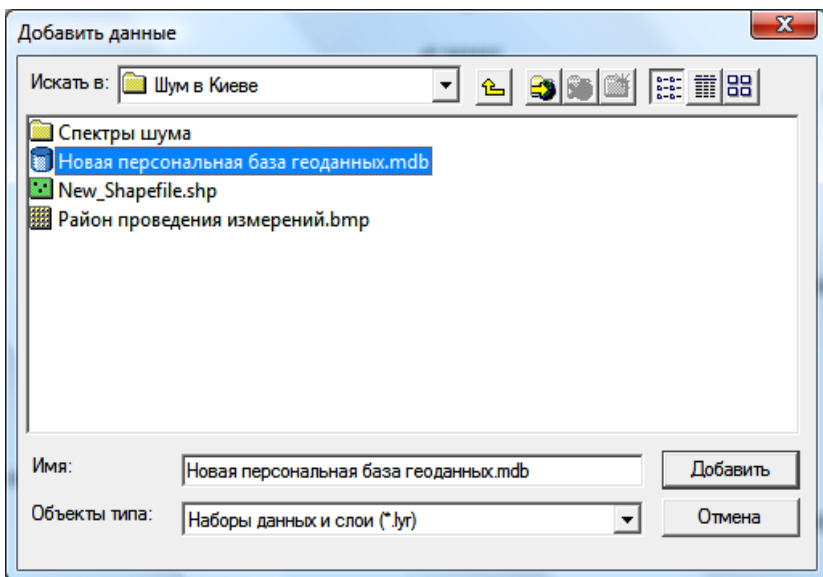 Добавить данные
Искать в: Шум в Киеве
Спектры шума
Новая персональная база геоданных.mdb
New_Shapefile.shp
Район проведения измерений.bmp
Имя: Новая персональная база геоданных.mdb Добавить
Объекты типа: Наборы данных и слои (*.lyr) Отмена